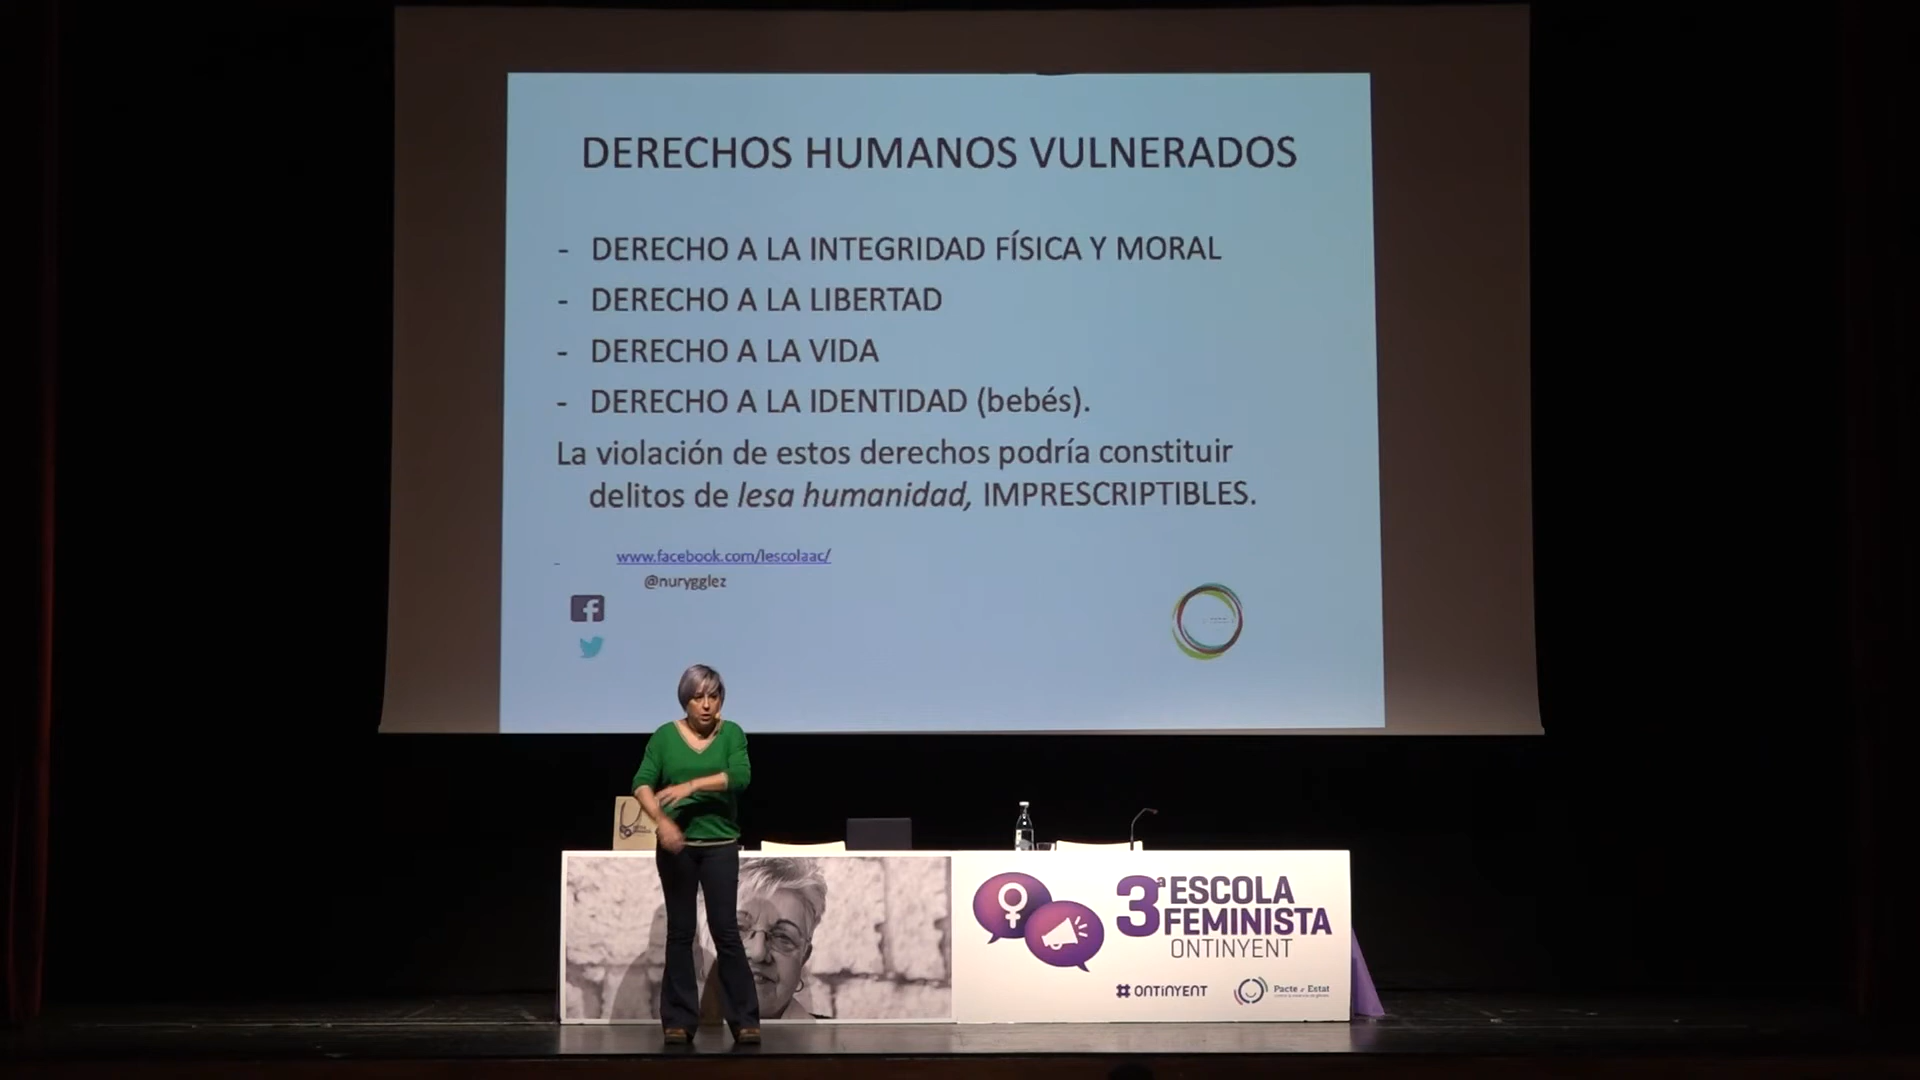 DERECHOS HUMANOS VULNERADOS
- DERECHO A LA INTEGRIDAD FÍSICA Y MORAL
- DERECHO A LA LIBERTAD
- DERECHO A LA VIDA
- DERECHO A LA IDENTIDAD (bebés).
La violación de estos derechos podría constituir
delitos de lesa humanidad, IMPRESCRIPTIBLES.
www.facebook.com/lescolaac/
@nurygglez
3ª ESCOLA
FEMINISTA
ONTINYENT
ONTINYENT
Pacte d'Estat